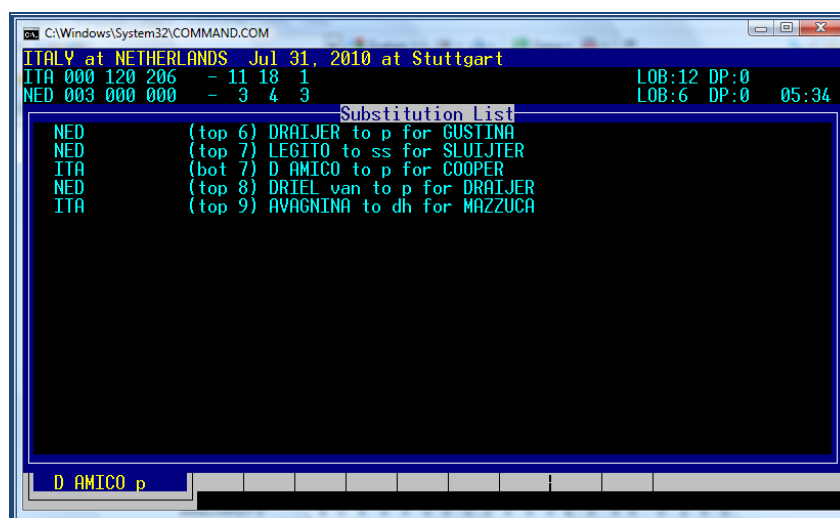 C:\Windows\System32\COMMAND.COM
ITALY at NETHERLANDS Jul 31, 2010 at Stuttgart
ITA 000 120 206 - 11 18 1 LOB:12 DP:0
NED 003 000 000 - 3 4 3 LOB:6 DP:0 05:34
Substitution List
NED (top 6) DRAIJER to p for GUSTINA
NED (top 7) LEGITO to ss for SLUIJTER
ITA (bot 7) D AMICO to p for COOPER
NED (top 8) DRIEL van to p for DRAIJER
ITA (top 9) AVAGNINA to dh for MAZZUCA
D AMICO p